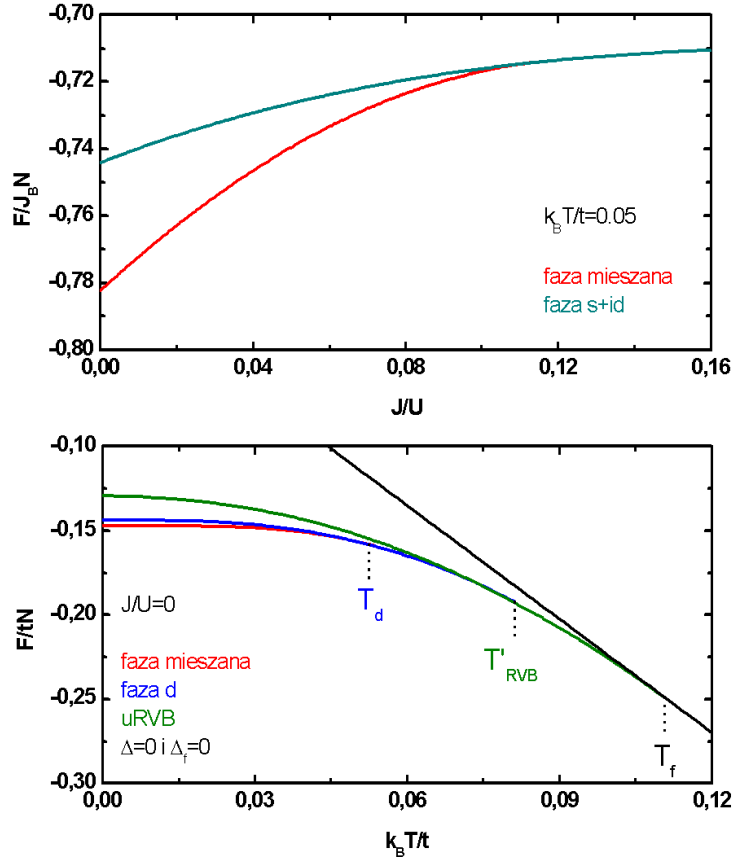 -0,70
-0,72
-0,74
-0,76
-0,78
-0,80
F/J_BN
k_BT/t=0.05
faza mieszana
faza s+id
0,00 0,04 0,08 0,12 0,16
J/U
-0,10
-0,15
-0,20
-0,25
-0,30
F/tN
J/U=0
T_d
faza mieszana
faza d
uRVB
Δ=0 i Δ_f=0
T'_RVB
T_f
0,00 0,03 0,06 0,09 0,12
k_BT/t